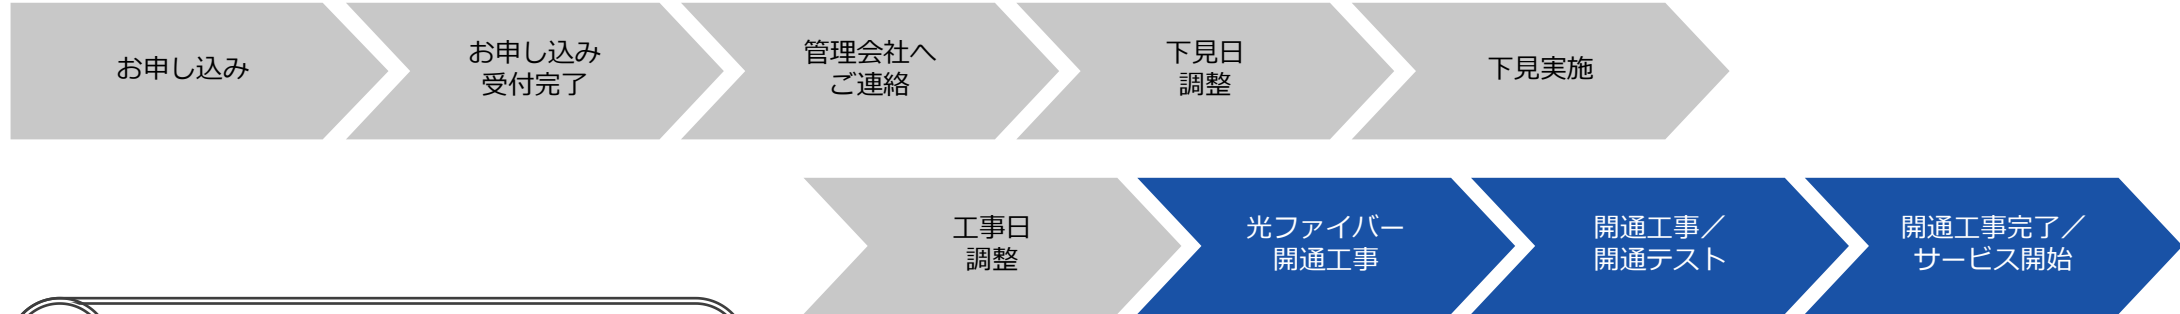 お申し込み
お申し込み
受付完了
管理会社へ
ご連絡
下見日
調整
下見実施
工事日
調整
光ファイバー
開通工事
開通工事／
開通テスト
開通工事完了／
サービス開始